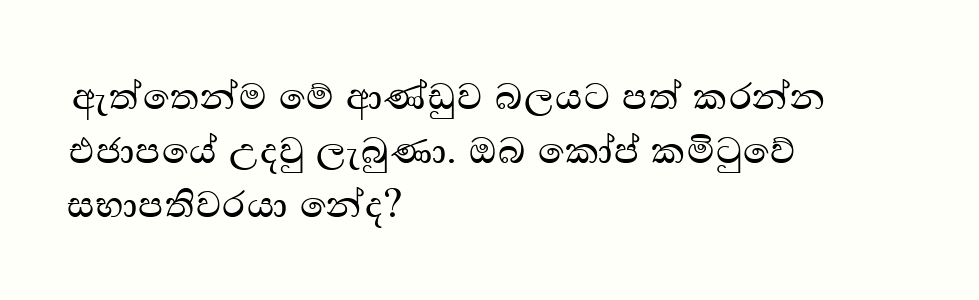 ඇත්තෙන්ම මේ ආණ්ඩුව බලයට පත් කරන්න
එජාපයේ උදවු ලැබුණා. ඔබ කෝප් කමිටුවේ
සභාපතිවරයා නේද?